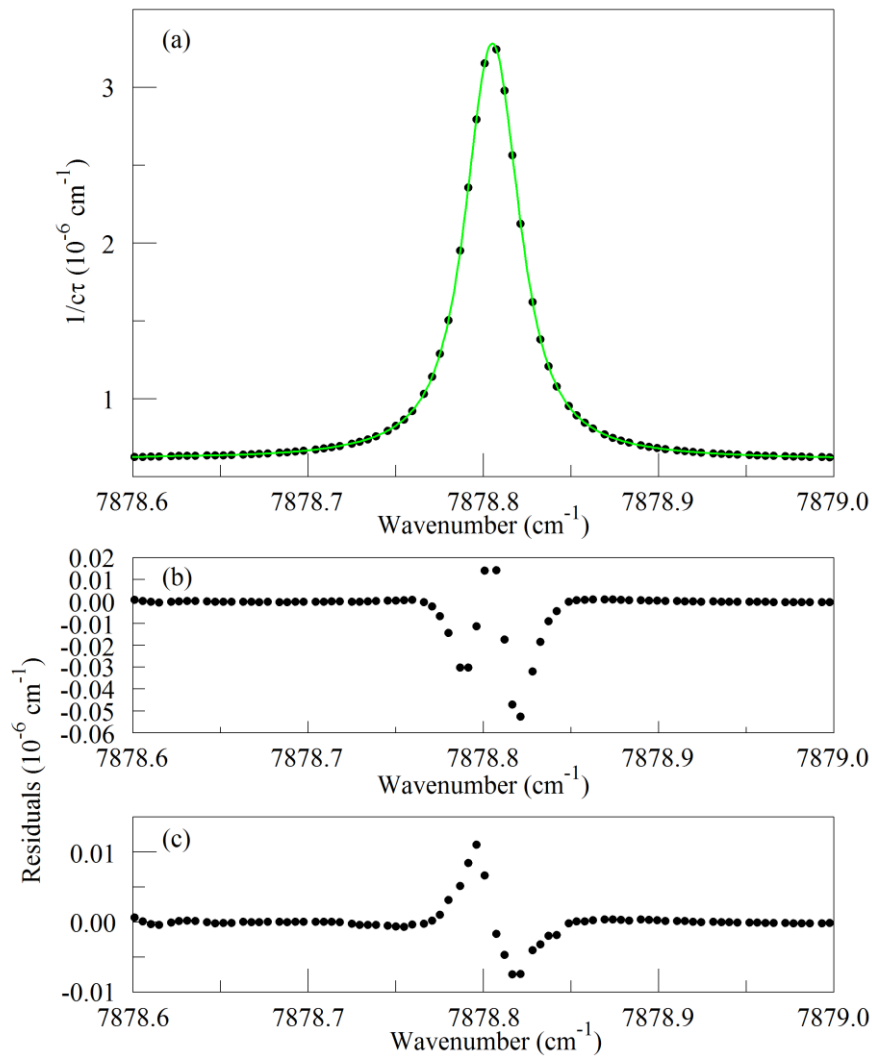 (a)
3
2
1
1/cτ (10⁻⁶ cm⁻¹)
7878.6 7878.7 7878.8 7878.9 7879.0
Wavenumber (cm⁻¹)
(b)
0.02
0.01
0.00
-0.01
-0.02
-0.03
-0.04
-0.05
-0.06
7878.6 7878.7 7878.8 7878.9 7879.0
Wavenumber (cm⁻¹)
Residuals (10⁻⁶ cm⁻¹)
(c)
0.01
0.00
-0.01
7878.6 7878.7 7878.8 7878.9 7879.0
Wavenumber (cm⁻¹)